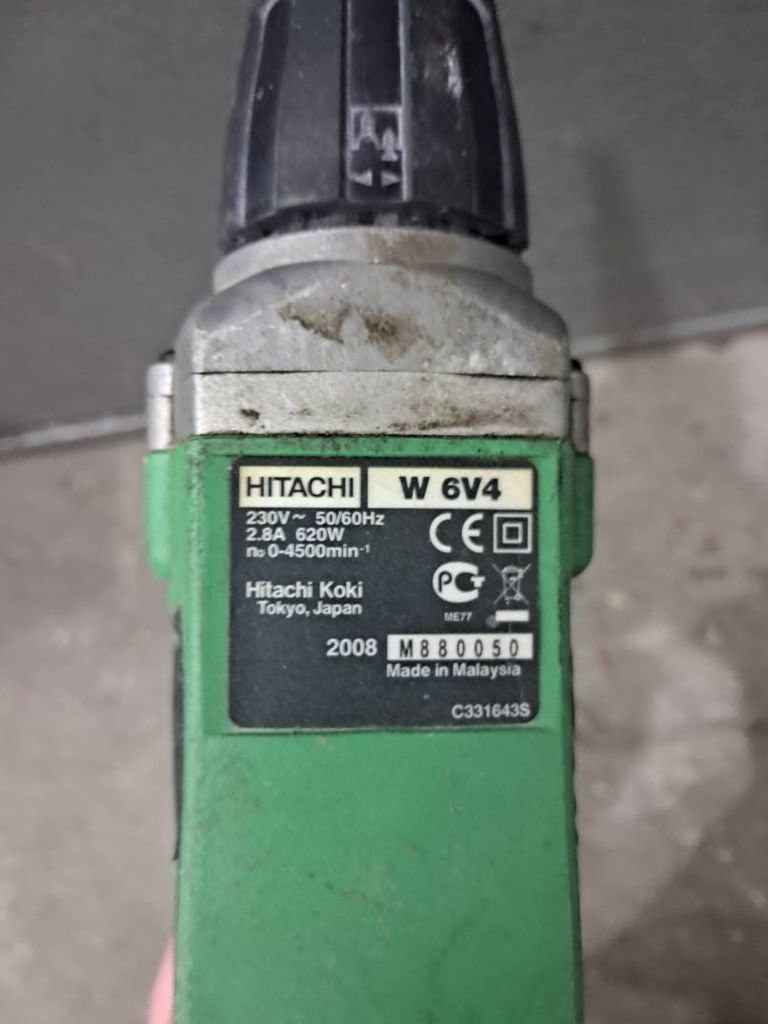 HITACHI W 6V4
230V~ 50/60Hz
2.8A 620W
n₀ 0-4500min⁻¹
CE
Hitachi Koki
Tokyo, Japan
PCT
ME77
2008 M880050
Made in Malaysia
C331643S